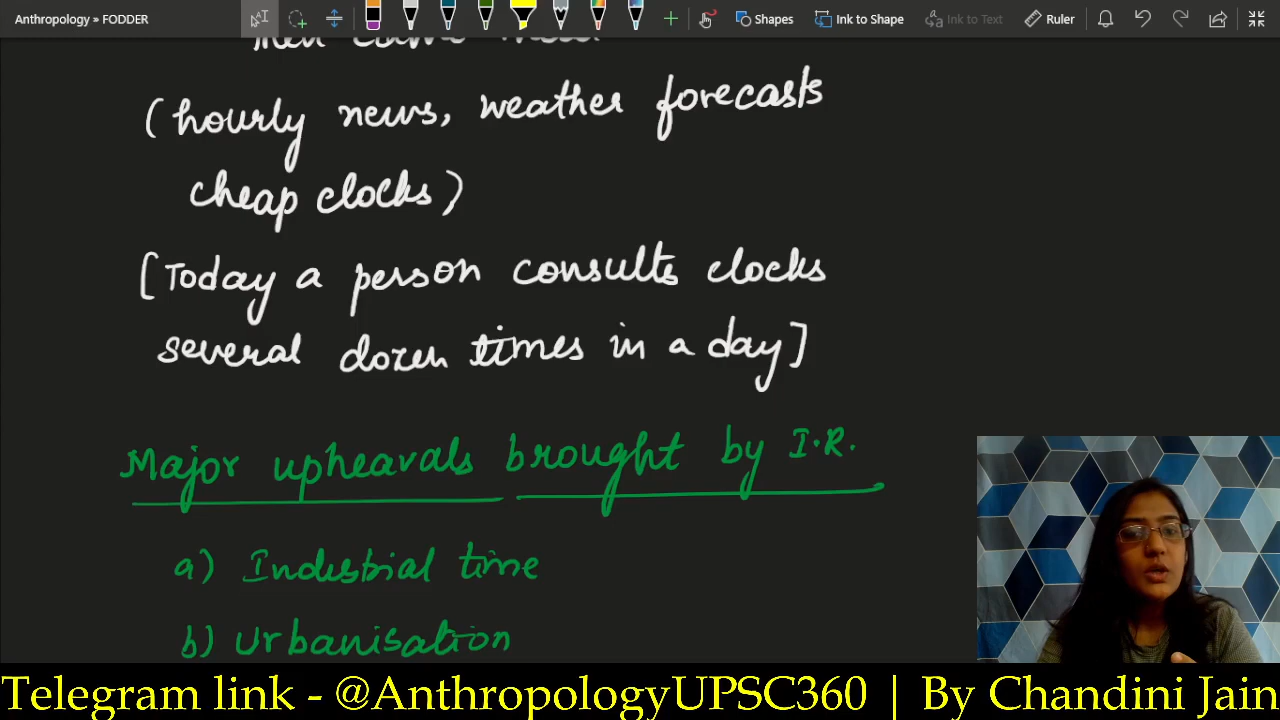 Anthropology » FODDER
Shapes
Ink to Shape
Ink to Text
Ruler
(hourly news, weather forecasts
cheap clocks)
[Today a person consults clocks
several dozen times in a day]
Major upheavals brought by I.R.
a) Industrial time
b) Urbanisation
Telegram link - @AnthropologyUPSC360 | By Chandini Jain